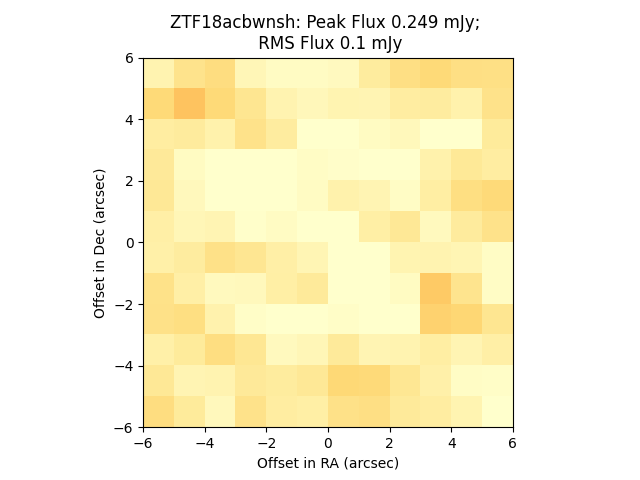 ZTF18acbwnsh: Peak Flux 0.249 mJy;
RMS Flux 0.1 mJy
6
4
2
0
−2
−4
−6
Offset in Dec (arcsec)
−6 −4 −2 0 2 4 6
Offset in RA (arcsec)